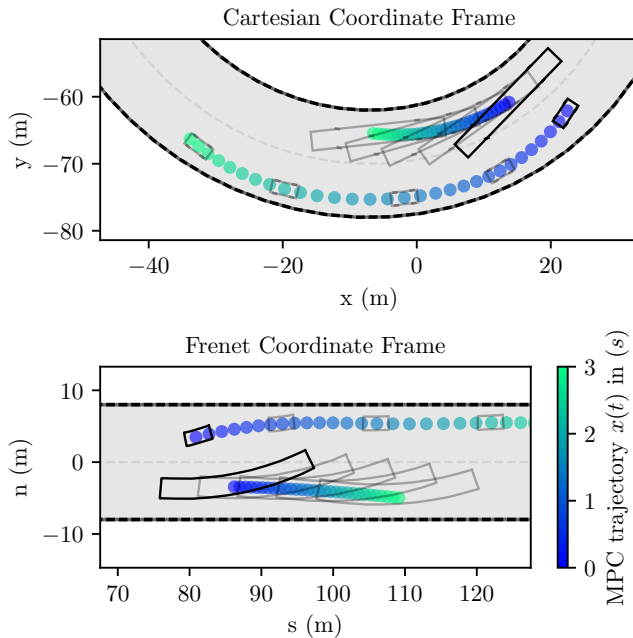 Cartesian Coordinate Frame
−60
−70
−80
y (m)
−40
−20
0
20
x (m)
Frenet Coordinate Frame
10
0
−10
n (m)
70
80
90
100
110
120
s (m)
3
2
1
0
MPC trajectory x(t) in (s)